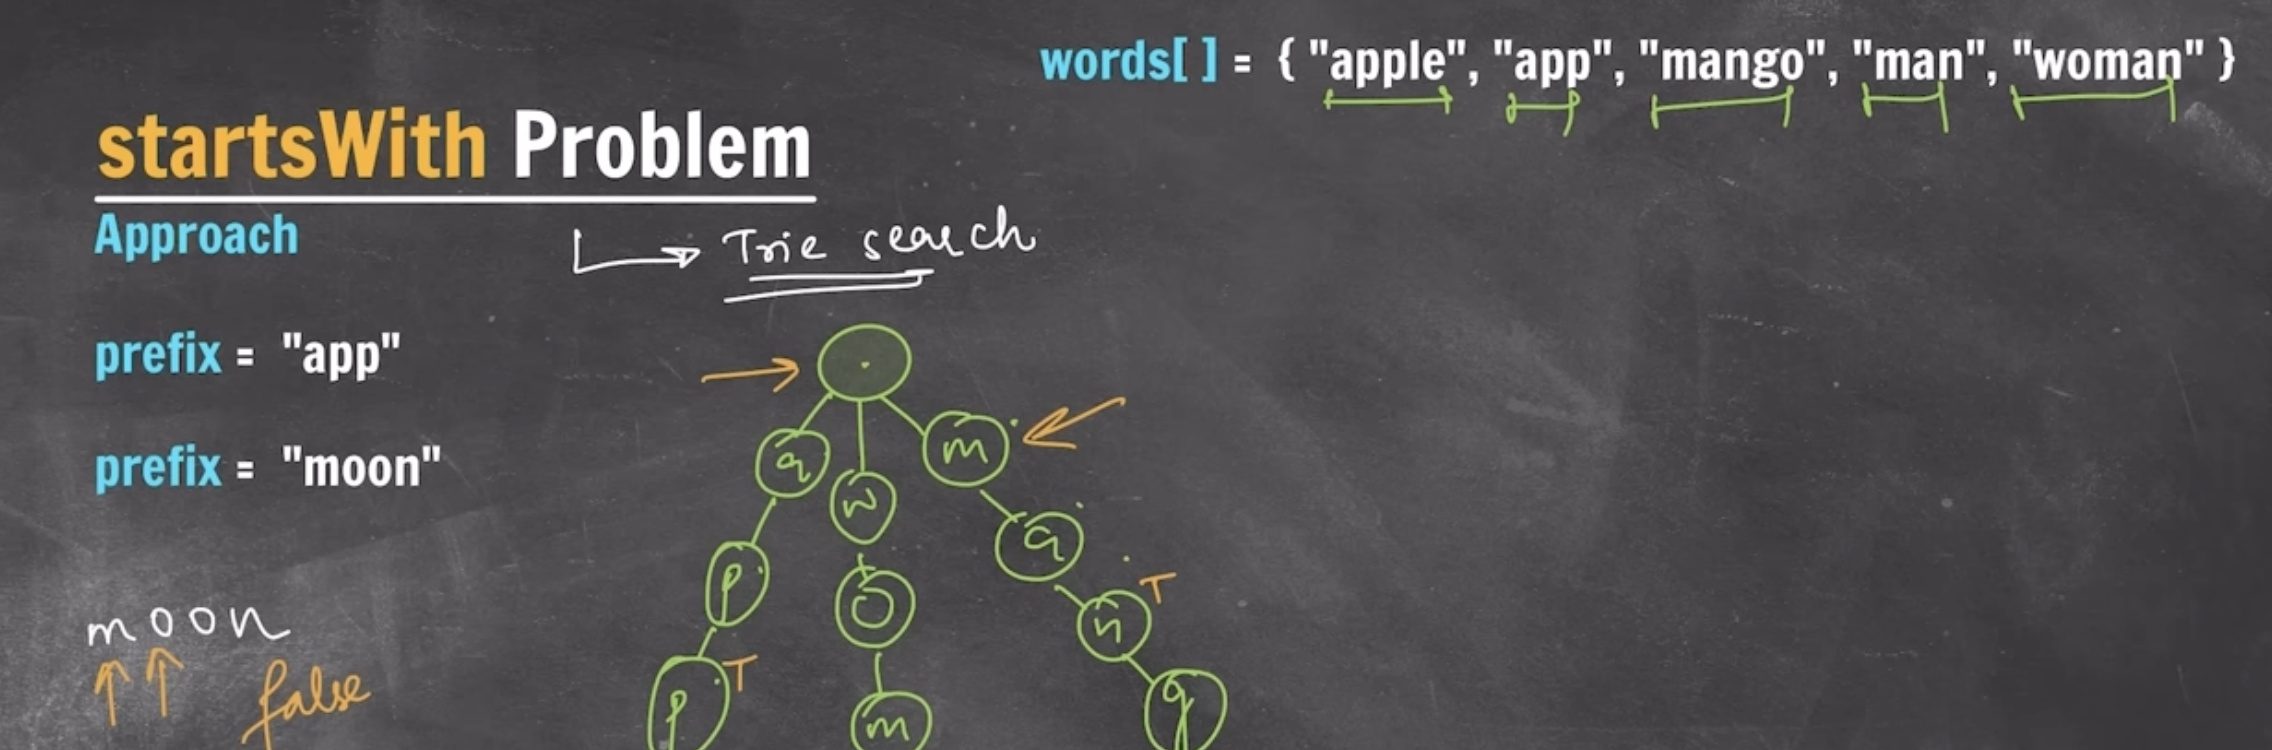 words[ ] = { "apple", "app", "mango", "man", "woman" }
startsWith Problem
Approach
Trie search
prefix = "app"
prefix = "moon"
a
m
w
a
p
o
n T
moon
false
p T
m
g